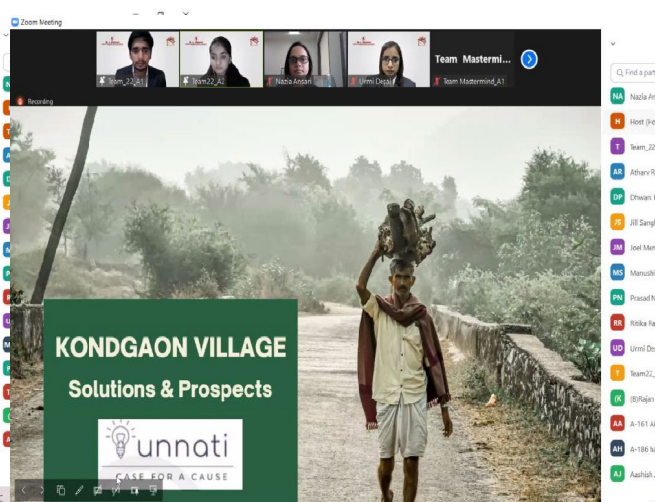 Zoom Meeting
Team_22_A1
Team22_A2
Nazia Ansari
Urmi Desai
Team Mastermi...
Team Mastermind_A1
Recording
KONDGAON VILLAGE
Solutions & Prospects
unnati
CASE FOR A CAUSE
Find a part
NA Nazia An
H Host (Ho
T Team_22
AR Atharv R
DP Dhwani
JS Jill Sangh
JM Joel Men
MS Manushi
PN Prasad N
RR Ritika Ra
UD Urmi Des
T Team22_
(K (B)Rajan
AA A-161 A
AH A-186
AJ Aashish